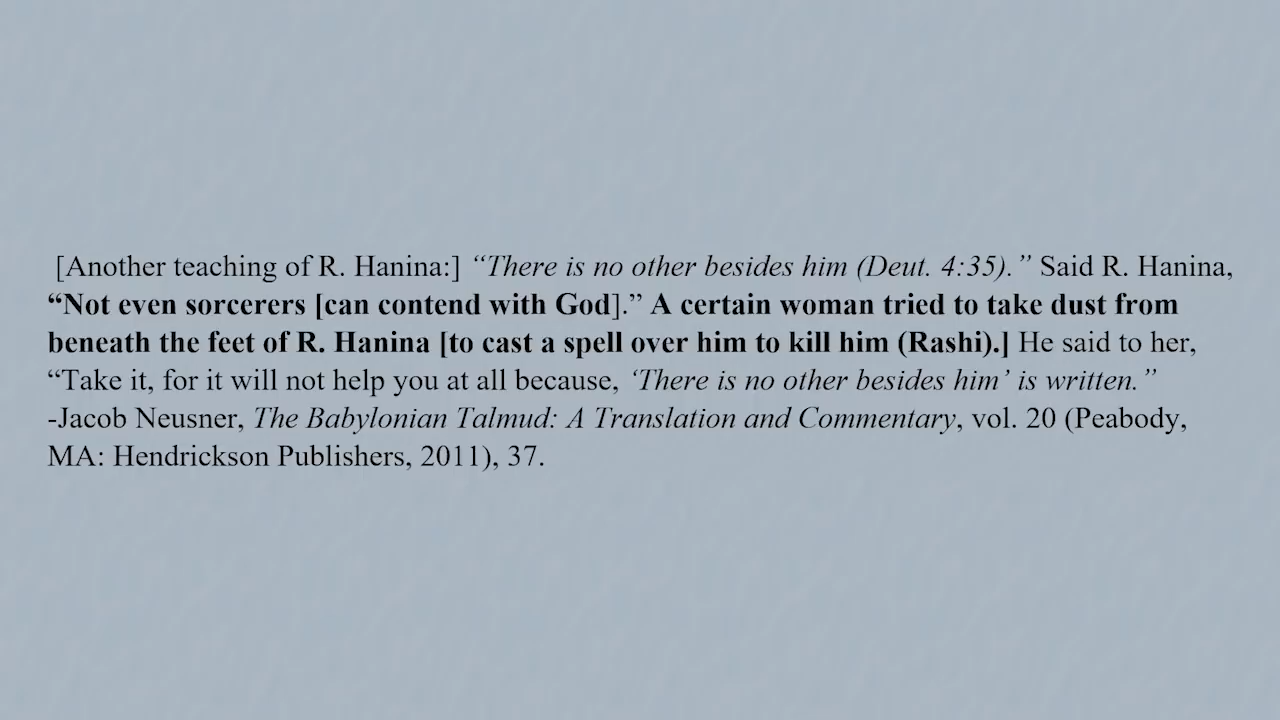 [Another teaching of R. Hanina:] “There is no other besides him (Deut. 4:35).” Said R. Hanina,
“Not even sorcerers [can contend with God].” A certain woman tried to take dust from
beneath the feet of R. Hanina [to cast a spell over him to kill him (Rashi).] He said to her,
“Take it, for it will not help you at all because, ‘There is no other besides him’ is written.”
-Jacob Neusner, The Babylonian Talmud: A Translation and Commentary, vol. 20 (Peabody,
MA: Hendrickson Publishers, 2011), 37.